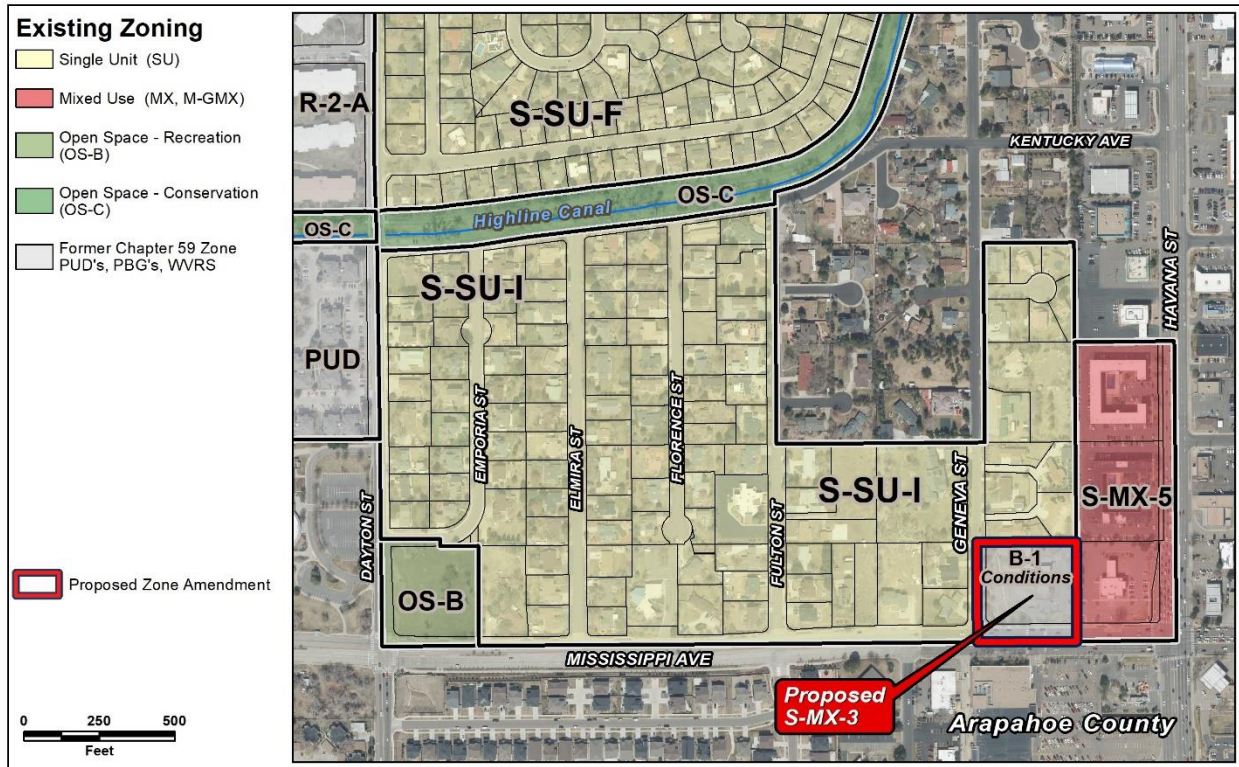 Existing Zoning
Single Unit (SU)
Mixed Use (MX, M-GMX)
Open Space - Recreation
(OS-B)
Open Space - Conservation
(OS-C)
Former Chapter 59 Zone
PUD's, PBG's, WVRS
Proposed Zone Amendment
0 250 500
Feet
R-2-A
S-SU-F
KENTUCKY AVE
OS-C
Highline Canal
OS-C
HAVANA ST
S-SU-I
PUD
EMPORIA ST
ELMIRA ST
FLORENCE ST
S-SU-I
S-MX-5
DAYTON ST
FULTON ST
GENEVA ST
B-1
Conditions
OS-B
MISSISSIPPI AVE
Proposed
S-MX-3
Arapahoe County